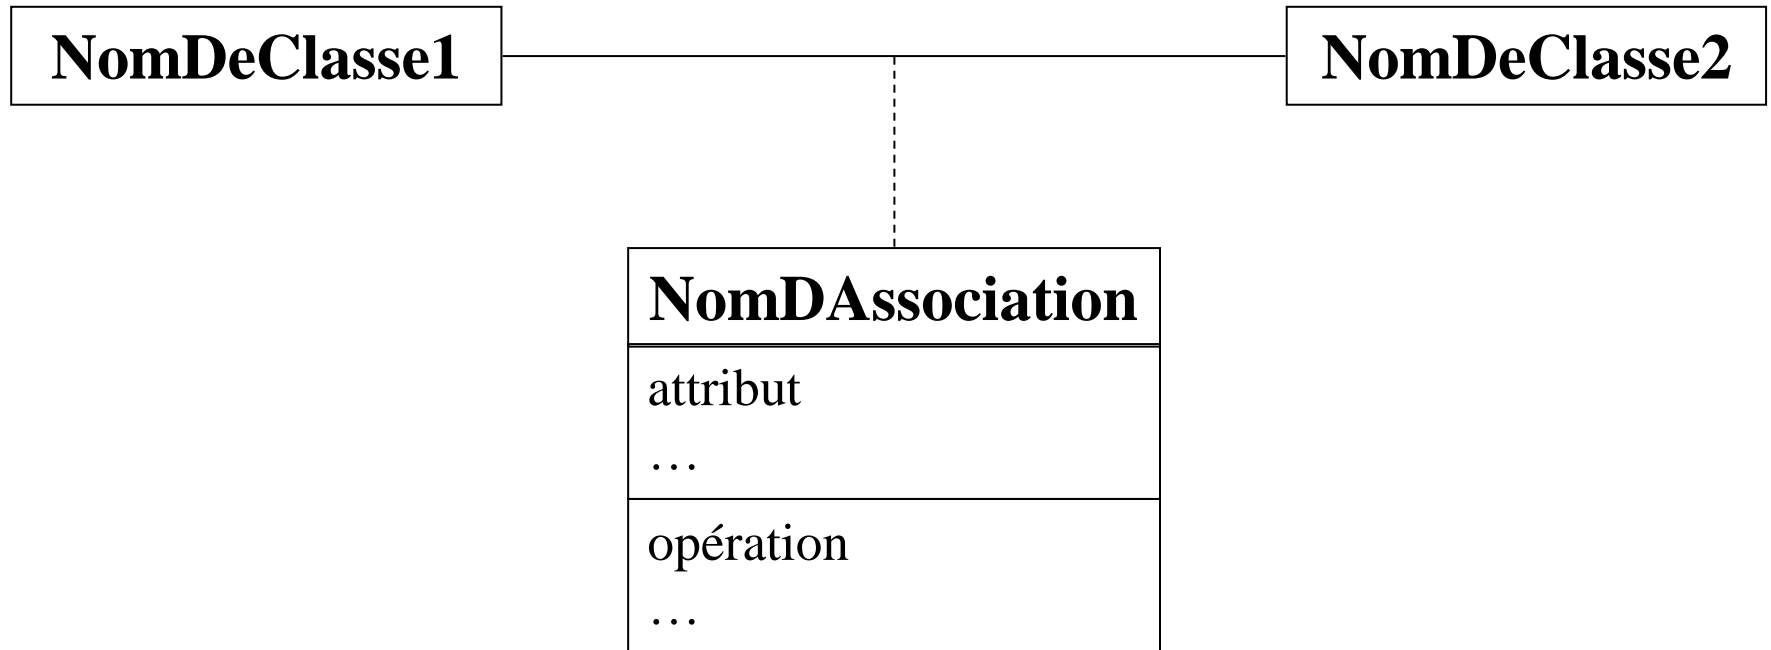 NomDeClasse1
NomDeClasse2
NomDAssociation
attribut
…
opération
…